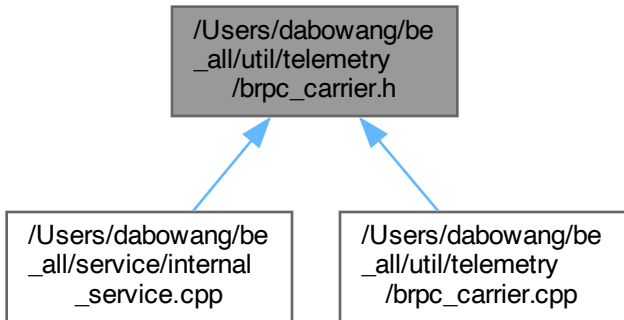 /Users/dabowang/be
_all/util/telemetry
/brpc_carrier.h
/Users/dabowang/be
_all/service/internal
_service.cpp
/Users/dabowang/be
_all/util/telemetry
/brpc_carrier.cpp